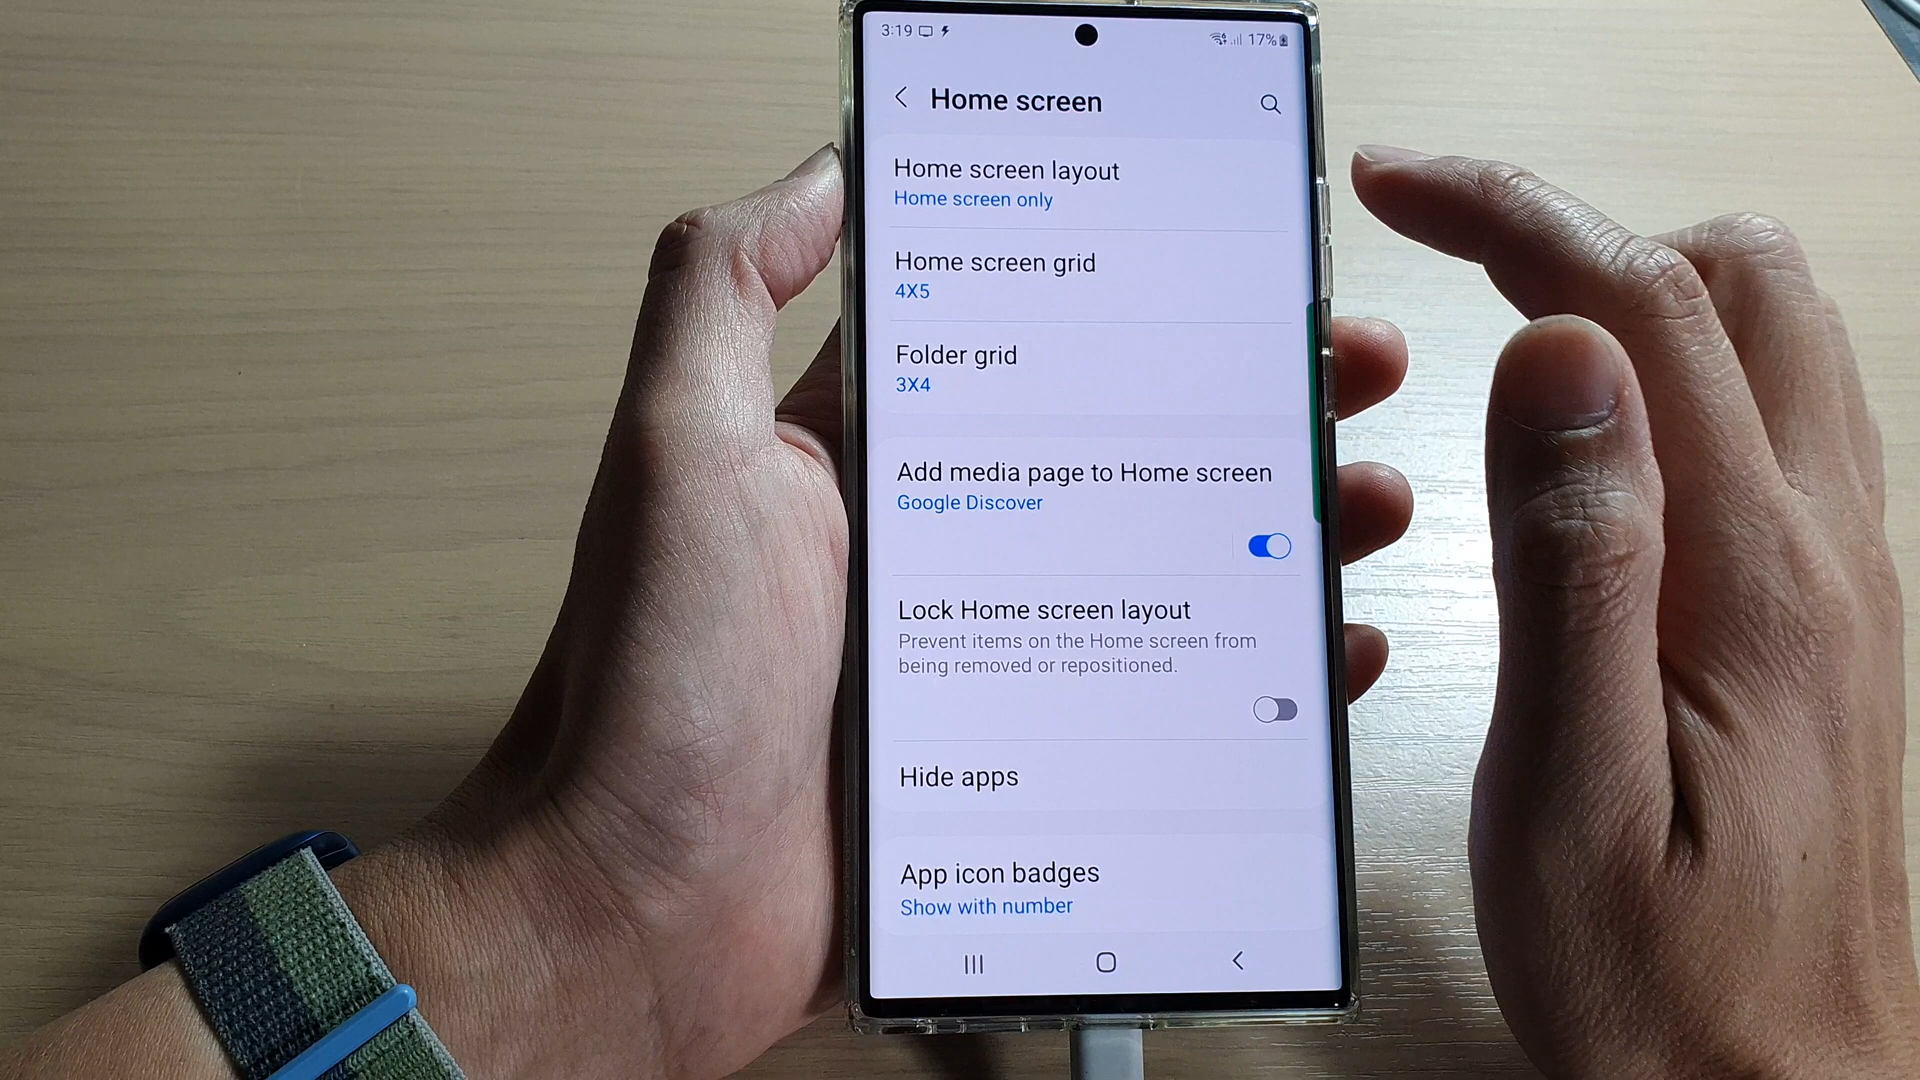 3:19
17%
Home screen
Home screen layout
Home screen only
Home screen grid
4X5
Folder grid
3X4
Add media page to Home screen
Google Discover
Lock Home screen layout
Prevent items on the Home screen from
being removed or repositioned.
Hide apps
App icon badges
Show with number